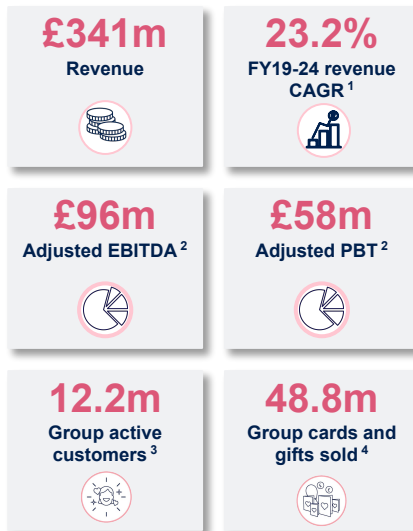 £341m
Revenue
23.2%
FY19-24 revenue
CAGR 1
£96m
Adjusted EBITDA 2
£58m
Adjusted PBT 2
12.2m
Group active
customers 3
48.8m
Group cards and
gifts sold 4